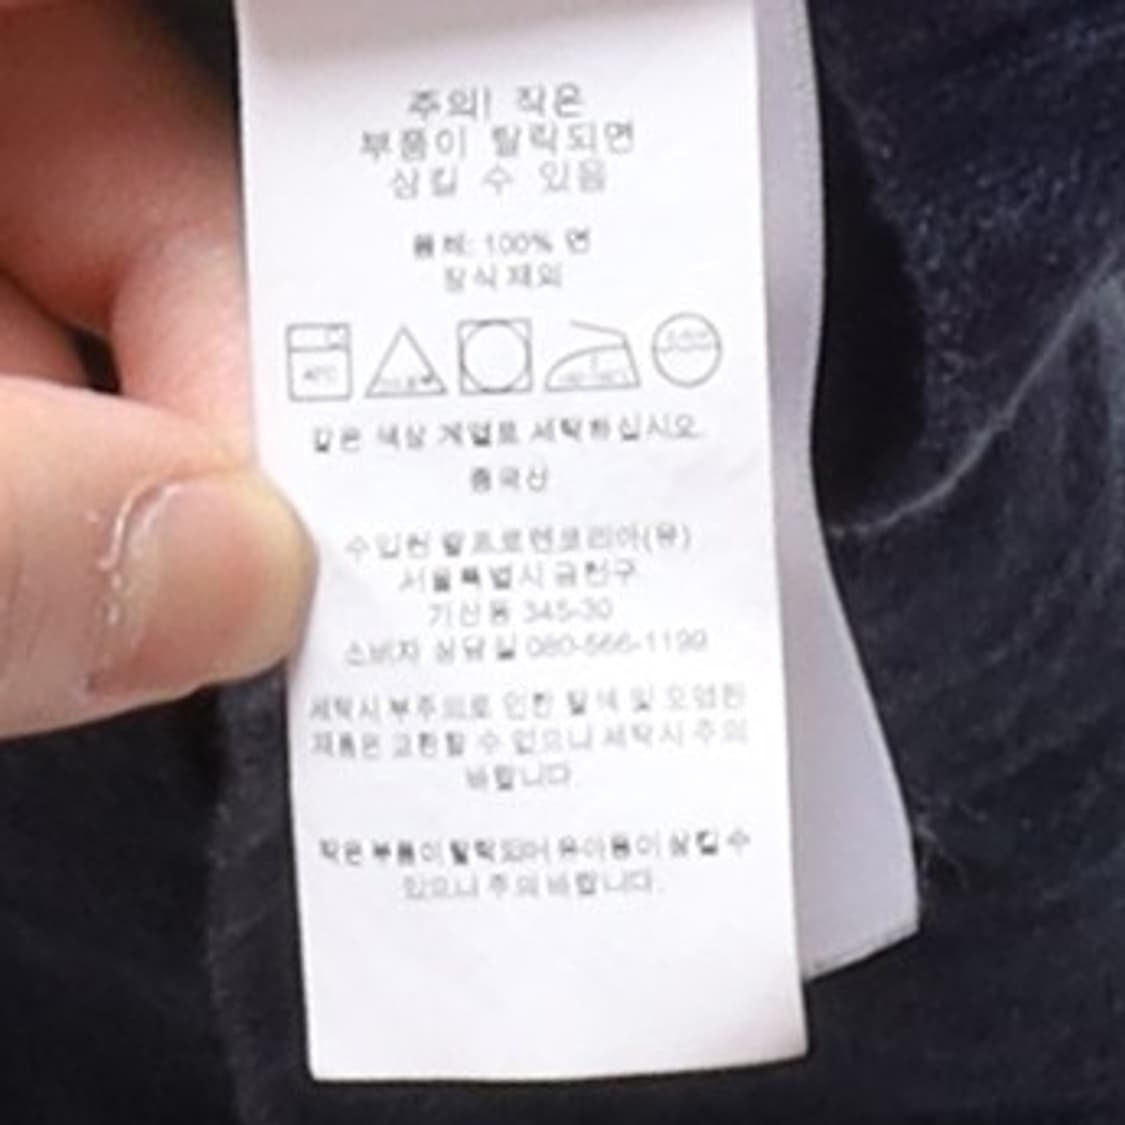 주의! 작은
부품이 탈락되면
삼킬 수 있음
몸체: 100% 면
장식 제외
40℃
같은 색상 계열로 세탁하십시오.
중국산
수입원 랄프로렌코리아(유)
서울특별시 금천구
가산동 345-30
소비자 상담실 080-566-1199
세탁시 부주의로 인한 탈색 및 오염된
제품은 교환할 수 없으니 세탁시 주의
바랍니다.
작은 부품이 탈락되어 유아용이 삼킬 수
있으니 주의 바랍니다.